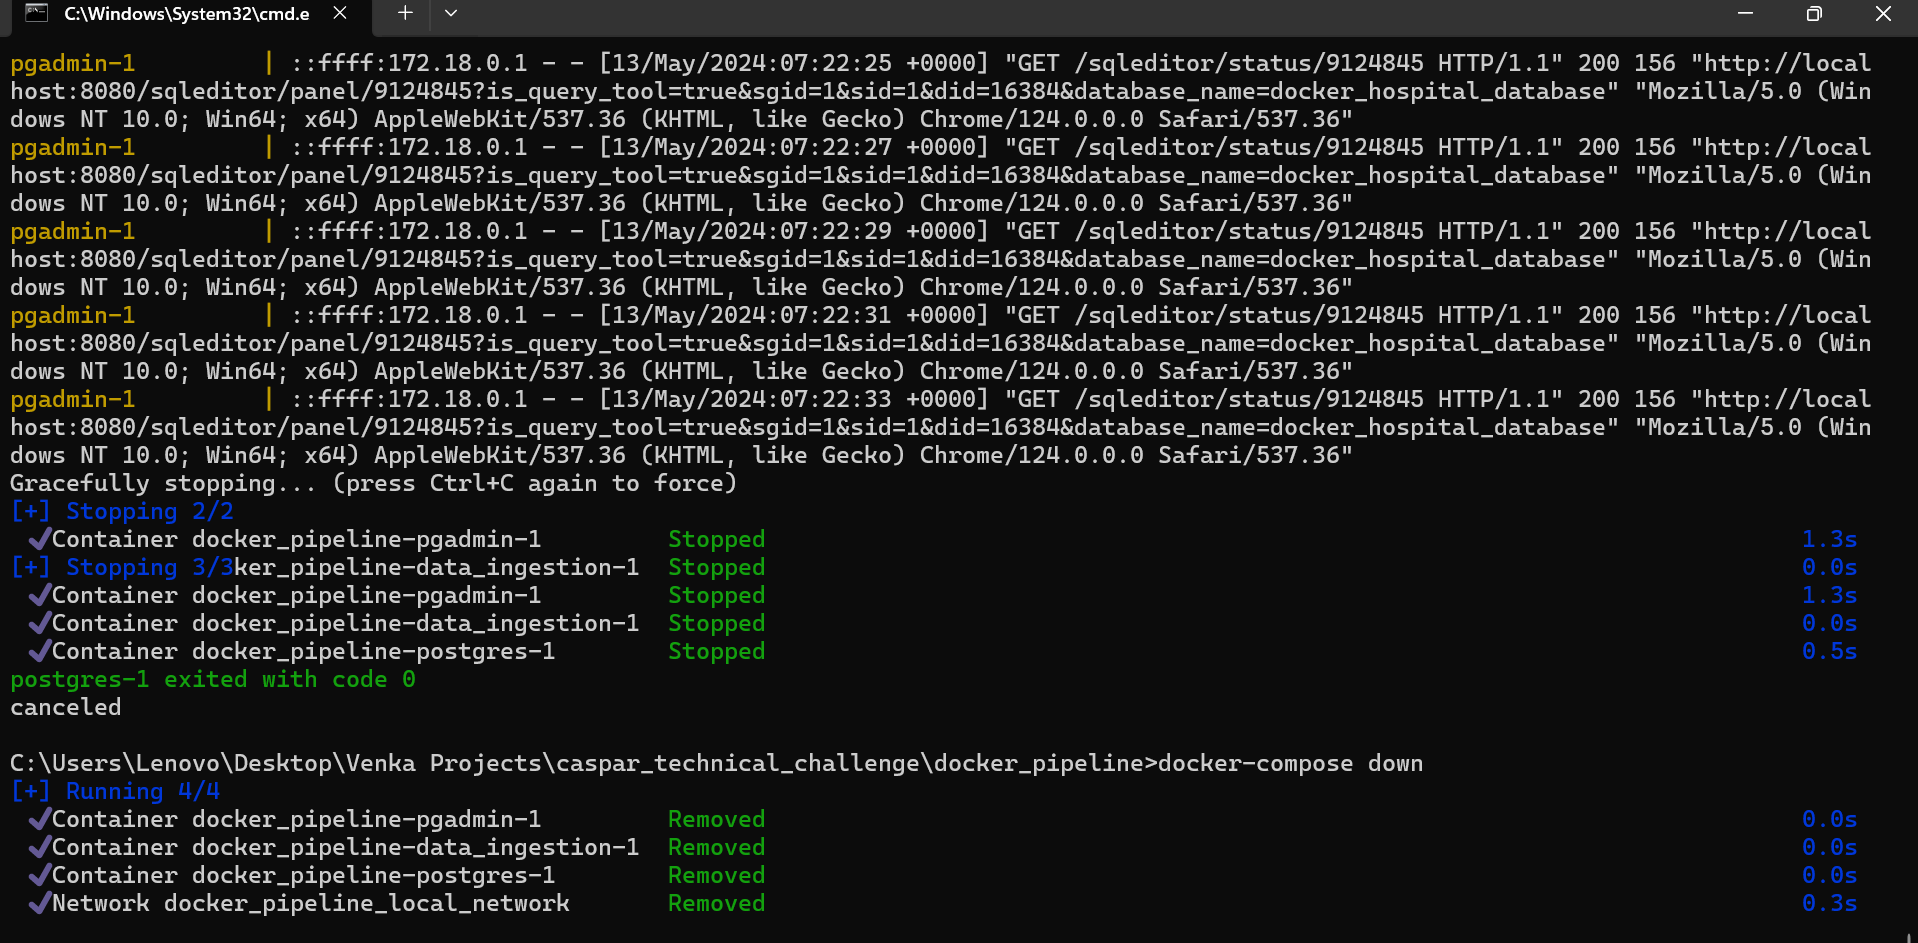 C:\Windows\System32\cmd.e
pgadmin-1 | ::ffff:172.18.0.1 - - [13/May/2024:07:22:25 +0000] "GET /sqleditor/status/9124845 HTTP/1.1" 200 156 "http://local
host:8080/sqleditor/panel/9124845?is_query_tool=true&sgid=1&sid=1&did=16384&database_name=docker_hospital_database" "Mozilla/5.0 (Win
dows NT 10.0; Win64; x64) AppleWebKit/537.36 (KHTML, like Gecko) Chrome/124.0.0.0 Safari/537.36"
pgadmin-1 | ::ffff:172.18.0.1 - - [13/May/2024:07:22:27 +0000] "GET /sqleditor/status/9124845 HTTP/1.1" 200 156 "http://local
host:8080/sqleditor/panel/9124845?is_query_tool=true&sgid=1&sid=1&did=16384&database_name=docker_hospital_database" "Mozilla/5.0 (Win
dows NT 10.0; Win64; x64) AppleWebKit/537.36 (KHTML, like Gecko) Chrome/124.0.0.0 Safari/537.36"
pgadmin-1 | ::ffff:172.18.0.1 - - [13/May/2024:07:22:29 +0000] "GET /sqleditor/status/9124845 HTTP/1.1" 200 156 "http://local
host:8080/sqleditor/panel/9124845?is_query_tool=true&sgid=1&sid=1&did=16384&database_name=docker_hospital_database" "Mozilla/5.0 (Win
dows NT 10.0; Win64; x64) AppleWebKit/537.36 (KHTML, like Gecko) Chrome/124.0.0.0 Safari/537.36"
pgadmin-1 | ::ffff:172.18.0.1 - - [13/May/2024:07:22:31 +0000] "GET /sqleditor/status/9124845 HTTP/1.1" 200 156 "http://local
host:8080/sqleditor/panel/9124845?is_query_tool=true&sgid=1&sid=1&did=16384&database_name=docker_hospital_database" "Mozilla/5.0 (Win
dows NT 10.0; Win64; x64) AppleWebKit/537.36 (KHTML, like Gecko) Chrome/124.0.0.0 Safari/537.36"
pgadmin-1 | ::ffff:172.18.0.1 - - [13/May/2024:07:22:33 +0000] "GET /sqleditor/status/9124845 HTTP/1.1" 200 156 "http://local
host:8080/sqleditor/panel/9124845?is_query_tool=true&sgid=1&sid=1&did=16384&database_name=docker_hospital_database" "Mozilla/5.0 (Win
dows NT 10.0; Win64; x64) AppleWebKit/537.36 (KHTML, like Gecko) Chrome/124.0.0.0 Safari/537.36"
Gracefully stopping... (press Ctrl+C again to force)
[+] Stopping 2/2
✔Container docker_pipeline-pgadmin-1 Stopped 1.3s
[+] Stopping 3/3ker_pipeline-data_ingestion-1 Stopped 0.0s
✔Container docker_pipeline-pgadmin-1 Stopped 1.3s
✔Container docker_pipeline-data_ingestion-1 Stopped 0.0s
✔Container docker_pipeline-postgres-1 Stopped 0.5s
postgres-1 exited with code 0
canceled
C:\Users\Lenovo\Desktop\Venka Projects\caspar_technical_challenge\docker_pipeline>docker-compose down
[+] Running 4/4
✔Container docker_pipeline-pgadmin-1 Removed 0.0s
✔Container docker_pipeline-data_ingestion-1 Removed 0.0s
✔Container docker_pipeline-postgres-1 Removed 0.0s
✔Network docker_pipeline_local_network Removed 0.3s